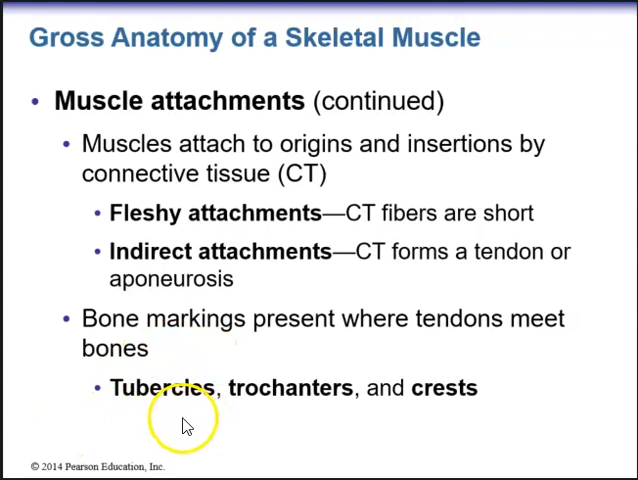 Gross Anatomy of a Skeletal Muscle
• Muscle attachments (continued)
• Muscles attach to origins and insertions by
connective tissue (CT)
• Fleshy attachments—CT fibers are short
• Indirect attachments—CT forms a tendon or
aponeurosis
• Bone markings present where tendons meet
bones
• Tubercles, trochanters, and crests
© 2014 Pearson Education, Inc.